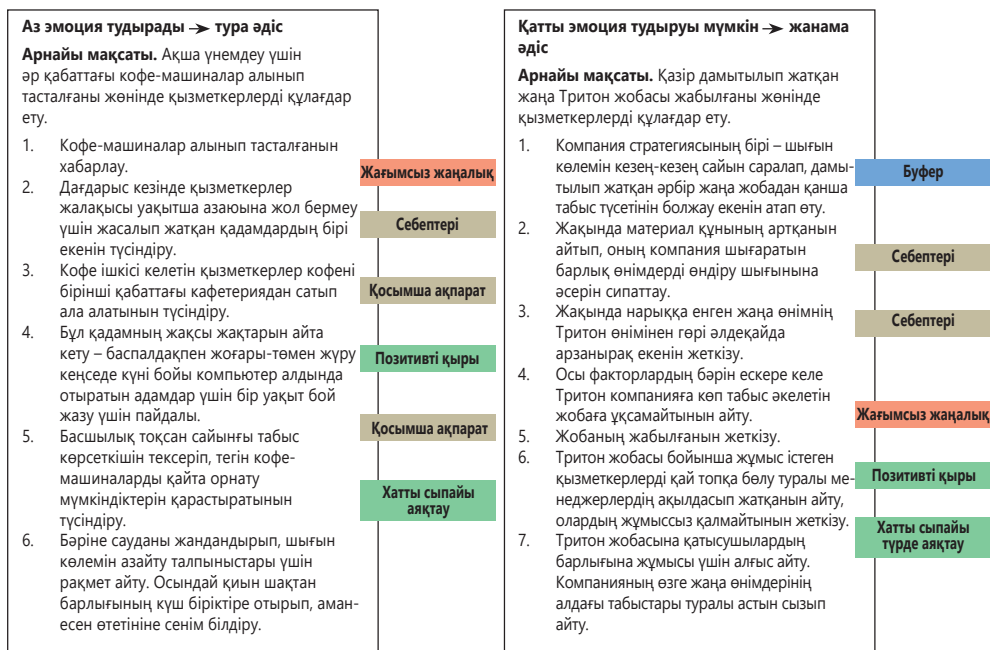 Аз эмоция тудырады → тура әдіс
Арнайы мақсаты. Ақша үнемдеу үшін
әр қабаттағы кофе-машиналар алынып
тасталғаны жөнінде қызметкерлерді құлағдар
ету.
1. Кофе-машиналар алынып тасталғанын
хабарлау.
2. Дағдарыс кезінде қызметкерлер
жалақысы уақытша азаюына жол бермеу
үшін жасалып жатқан қадамдардың бірі
екенін түсіндіру.
3. Кофе ішкісі келетін қызметкерлер кофені
бірінші қабаттағы кафетериядан сатып
ала алатынын түсіндіру.
4. Бұл қадамның жақсы жақтарын айта
кету – баспалдақпен жоғары-төмен жүру
кеңседе күні бойы компьютер алдында
отыратын адамдар үшін бір уақыт бой
жазу үшін пайдалы.
5. Басшылық тоқсан сайынғы табыс
көрсеткішін тексеріп, тегін кофе-
машиналарды қайта орнату
мүмкіндіктерін қарастыратынын
түсіндіру.
6. Бәріне сауданы жандандырып, шығын
көлемін азайту талпыныстары үшін
рақмет айту. Осындай қиын шақтан
барлығының күш біріктіре отырып, аман-
есен өтетініне сенім білдіру.
Жағымсыз жаңалық
Себептері
Қосымша ақпарат
Позитивті қыры
Қосымша ақпарат
Хатты сыпайы
аяқтау
Қатты эмоция тудыруы мүмкін → жанама
әдіс
Арнайы мақсаты. Қазір дамытылып жатқан
жаңа Тритон жобасы жабылғаны жөнінде
қызметкерлерді құлағдар ету.
1. Компания стратегиясының бірі – шығын
көлемін кезең-кезең сайын саралап, дамы-
тылып жатқан әрбір жаңа жобадан қанша
табыс түсетінін болжау екенін атап өту.
2. Жақында материал құнының артқанын
айтып, оның компания шығаратын
барлық өнімдерді өндіру шығынына
әсерін сипаттау.
3. Жақында нарыққа енген жаңа өнімнің
Тритон өнімінен гөрі әлдеқайда
арзанырақ екенін жеткізу.
4. Осы факторлардың бәрін ескере келе
Тритон компанияға көп табыс әкелетін
жобаға ұқсамайтынын айту.
5. Жобаның жабылғанын жеткізу.
6. Тритон жобасы бойынша жұмыс істеген
қызметкерлерді қай топқа бөлу туралы ме-
неджерлердің ақылдасып жатқанын айту,
олардың жұмыссыз қалмайтынын жеткізу.
7. Тритон жобасына қатысушылардың
барлығына жұмысы үшін алғыс айту.
Компанияның өзге жаңа өнімдерінің
алдағы табыстары туралы астын сызып
айту.
Буфер
Себептері
Себептері
Жағымсыз жаңалық
Позитивті қыры
Хатты сыпайы
түрде аяқтау